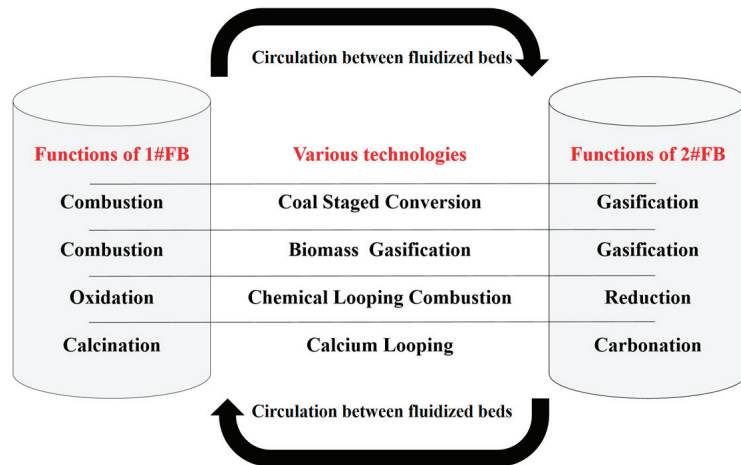 Circulation between fluidized beds
Functions of 1#FB Various technologies Functions of 2#FB
Combustion Coal Staged Conversion Gasification
Combustion Biomass Gasification Gasification
Oxidation Chemical Looping Combustion Reduction
Calcination Calcium Looping Carbonation
Circulation between fluidized beds